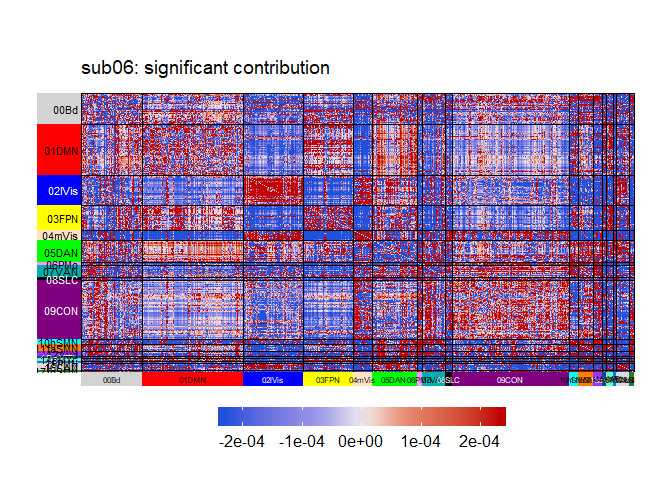 sub06: significant contribution
00Bd
01DMN
02lVis
03FPN
04mVis
05DAN
07VAN
08SLC
09CON
00Bd 01DMN 02lVis 03FPN 04mVis 05DAN 08SLC 09CON
-2e-04 -1e-04 0e+00 1e-04 2e-04